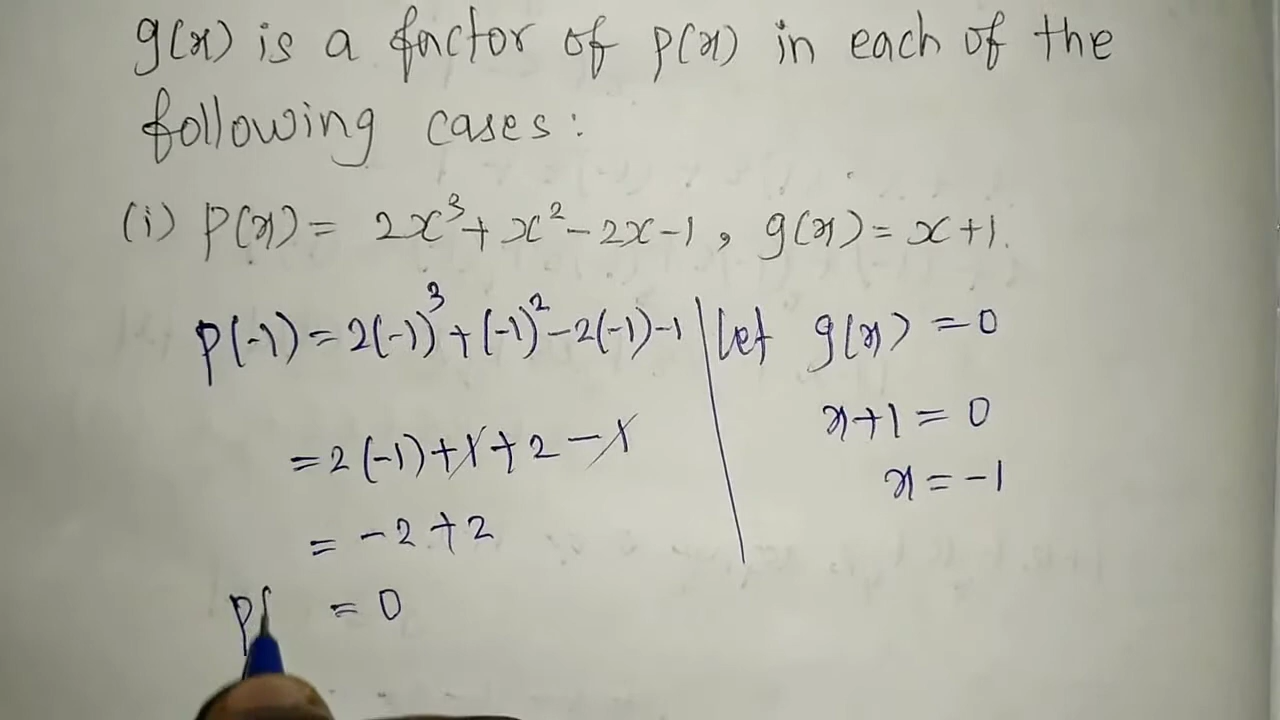 g(x) is a factor of p(x) in each of the
following cases:
(i) P(x) = 2x³ + x² - 2x - 1, g(x) = x + 1.
P(-1) = 2(-1)³ + (-1)² - 2(-1) - 1
= 2(-1) + 1 + 2 - 1
= -2 + 2
P( = 0
Let g(x) = 0
x + 1 = 0
x = -1